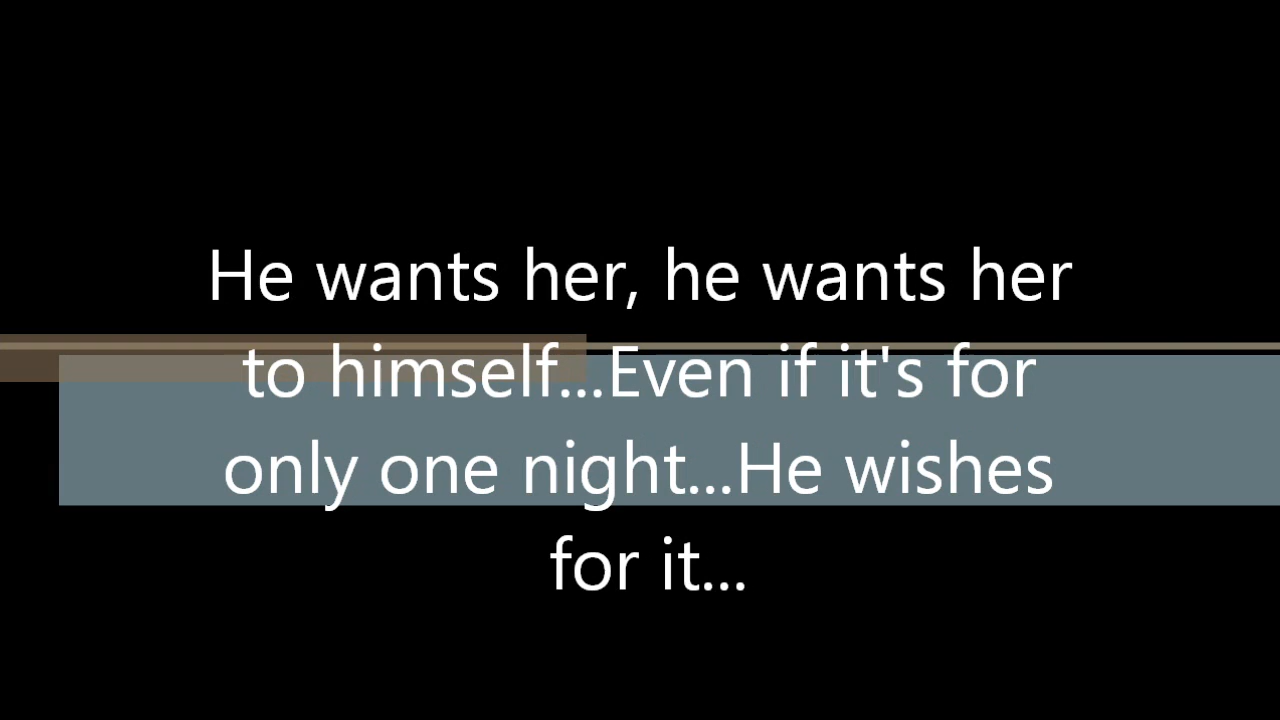 He wants her, he wants her
to himself...Even if it's for
only one night...He wishes
for it...